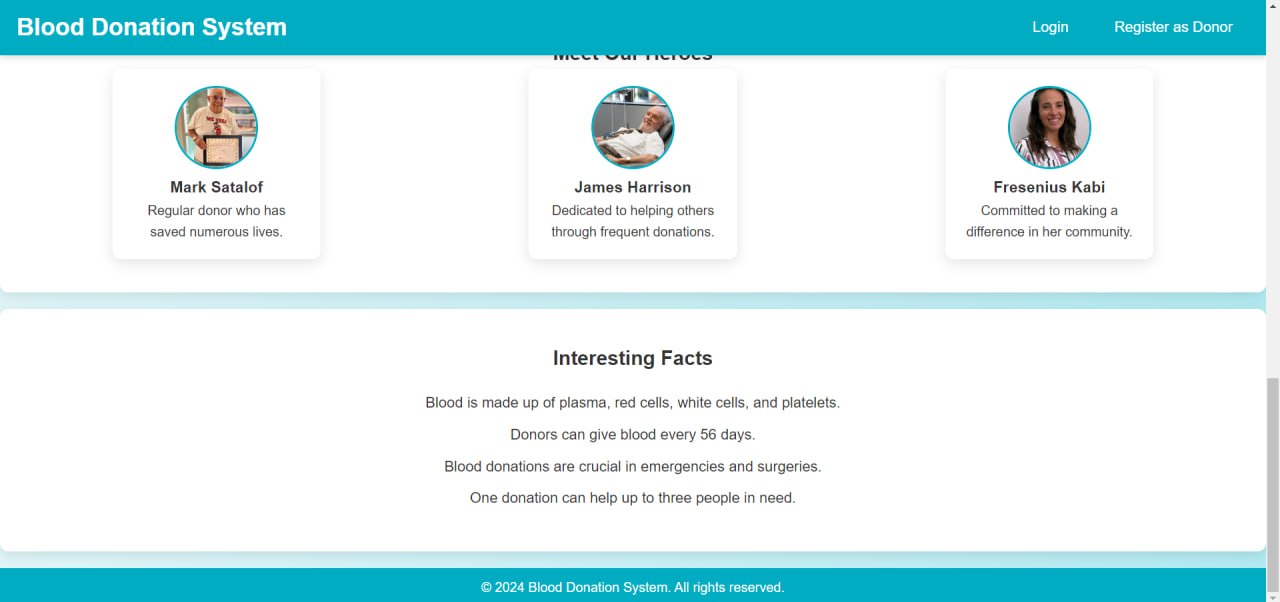 Blood Donation System
Login
Register as Donor
Meet Our Heroes
Mark Satalof
Regular donor who has
saved numerous lives.
James Harrison
Dedicated to helping others
through frequent donations.
Fresenius Kabi
Committed to making a
difference in her community.
Interesting Facts
Blood is made up of plasma, red cells, white cells, and platelets.
Donors can give blood every 56 days.
Blood donations are crucial in emergencies and surgeries.
One donation can help up to three people in need.
© 2024 Blood Donation System. All rights reserved.